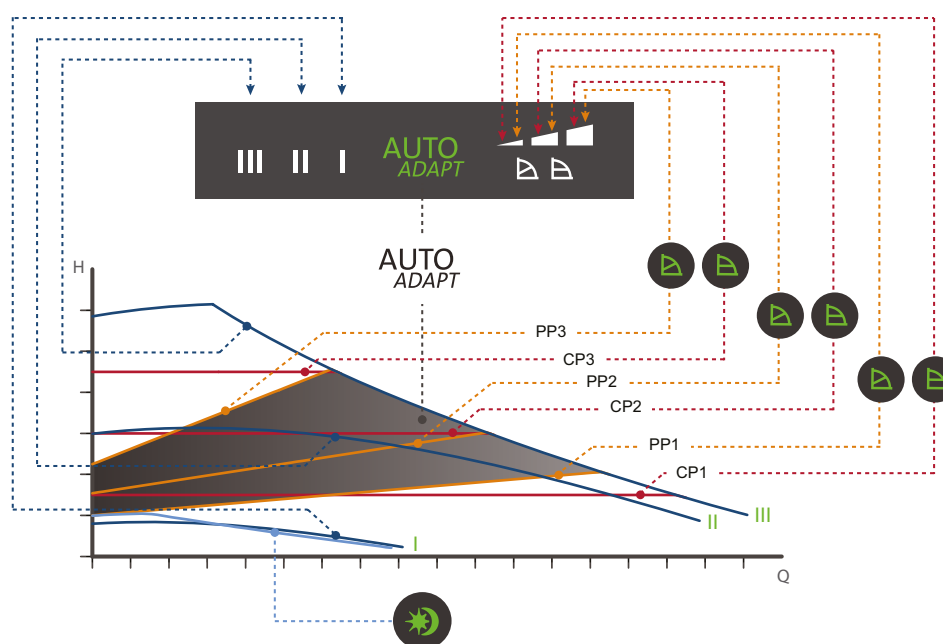 III II I AUTO
ADAPT
AUTO
ADAPT
H
PP3
CP3
PP2
CP2
PP1
CP1
III
II
I
Q